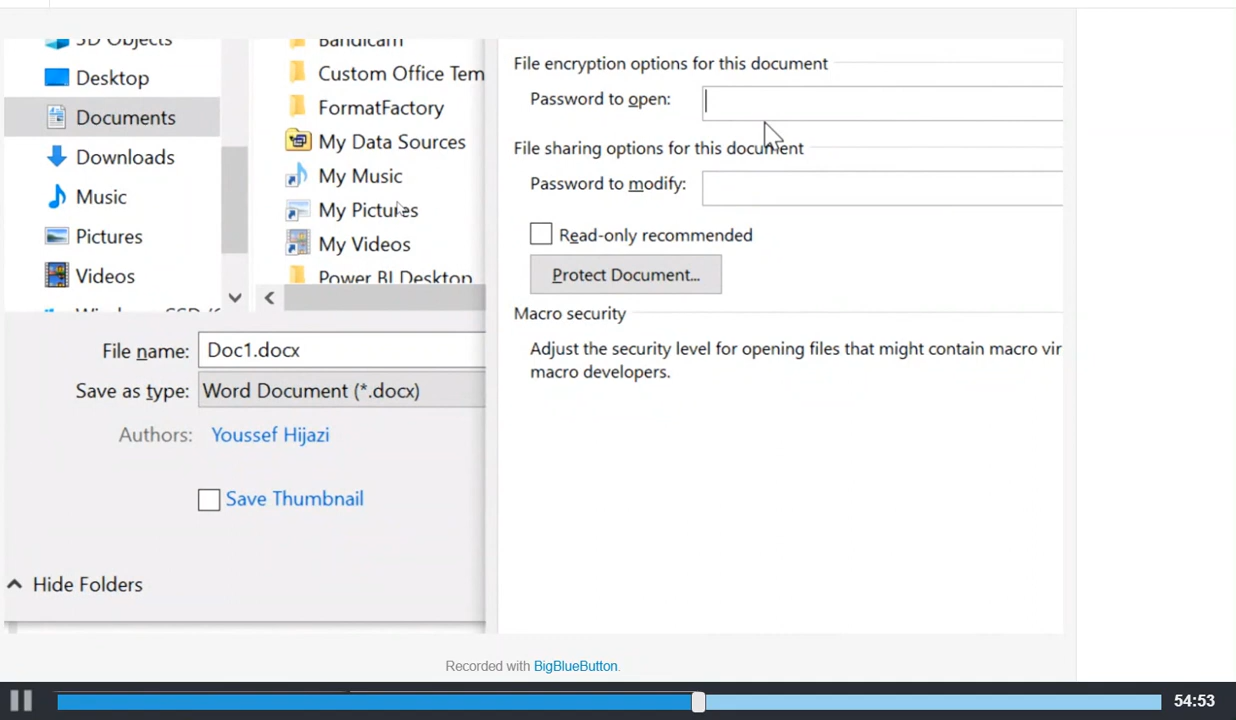 3D Objects
Desktop
Documents
Downloads
Music
Pictures
Videos
Bandicam
Custom Office Tem
FormatFactory
My Data Sources
My Music
My Pictures
My Videos
Power BI Desktop
File name: Doc1.docx
Save as type: Word Document (*.docx)
Authors: Youssef Hijazi
Save Thumbnail
Hide Folders
File encryption options for this document
Password to open:
File sharing options for this document
Password to modify:
Read-only recommended
Protect Document...
Macro security
Adjust the security level for opening files that might contain macro vir
macro developers.
Recorded with BigBlueButton.
54:53